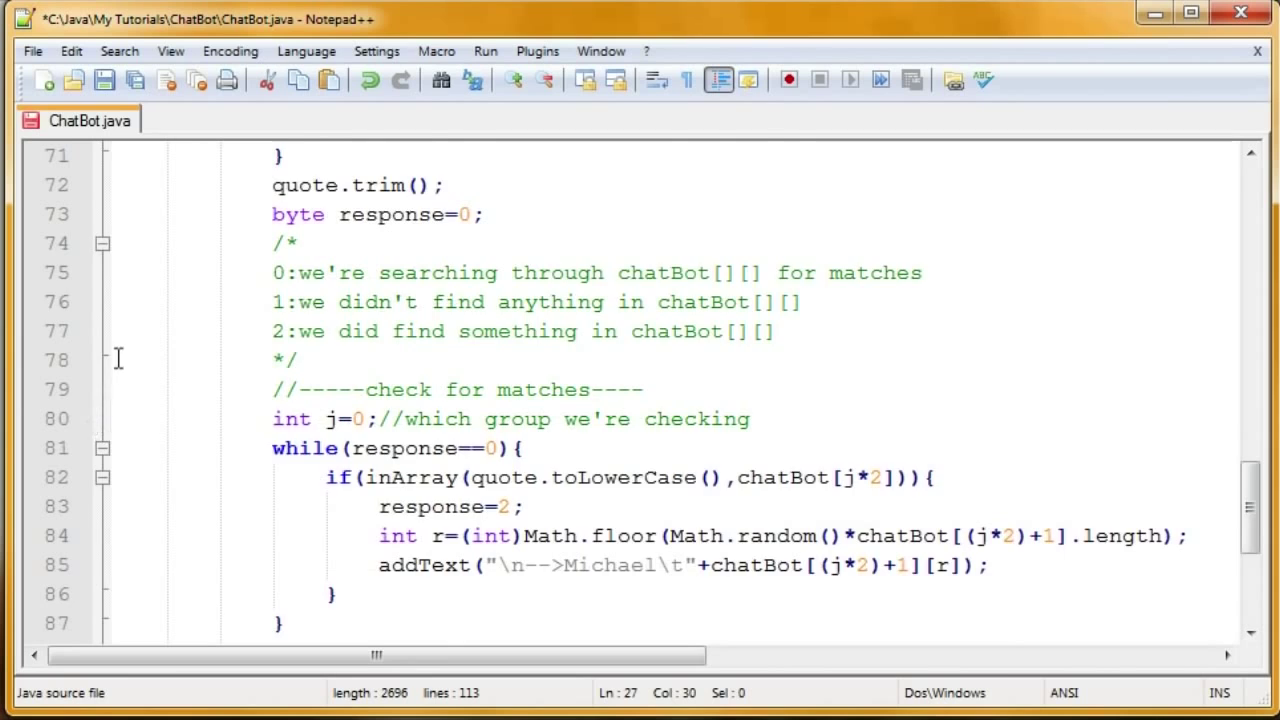 *C:\Java\My Tutorials\ChatBot\ChatBot.java - Notepad++
File Edit Search View Encoding Language Settings Macro Run Plugins Window ? X
ABC
ChatBot.java
71 }
72 quote.trim();
73 byte response=0;
74 /*
75 0:we're searching through chatBot[][] for matches
76 1:we didn't find anything in chatBot[][]
77 2:we did find something in chatBot[][]
78 */
79 //-----check for matches----
80 int j=0;//which group we're checking
81 while(response==0){
82 if(inArray(quote.toLowerCase(),chatBot[j*2])){
83 response=2;
84 int r=(int)Math.floor(Math.random()*chatBot[(j*2)+1].length);
85 addText("\n-->Michael\t"+chatBot[(j*2)+1][r]);
86 }
87 }
Java source file length : 2696 lines : 113 Ln : 27 Col : 30 Sel : 0 Dos\Windows ANSI INS